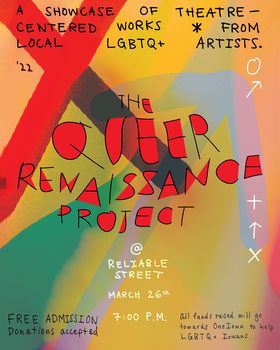 A SHOWCASE OF THEATRE-
CENTERED WORKS * FROM
LOCAL LGBTQ+ ARTISTS.
'22
THE
QUEER
RENAISSANCE
PROJECT
@
RELIABLE
STREET
MARCH 26th
7:00 P.M.
FREE ADMISSION
Donations accepted
All funds raised will go
towards OneIowa to help
LGBTQ+ Iowans.